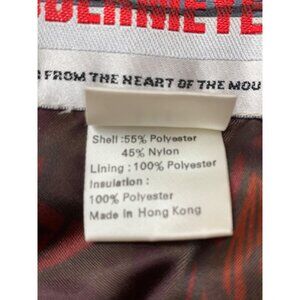 FROM THE HEART OF THE MOU
Shell :55% Polyester
45% Nylon
Lining : 100% Polyester
Insulation :
100% Polyester
Made in Hong Kong